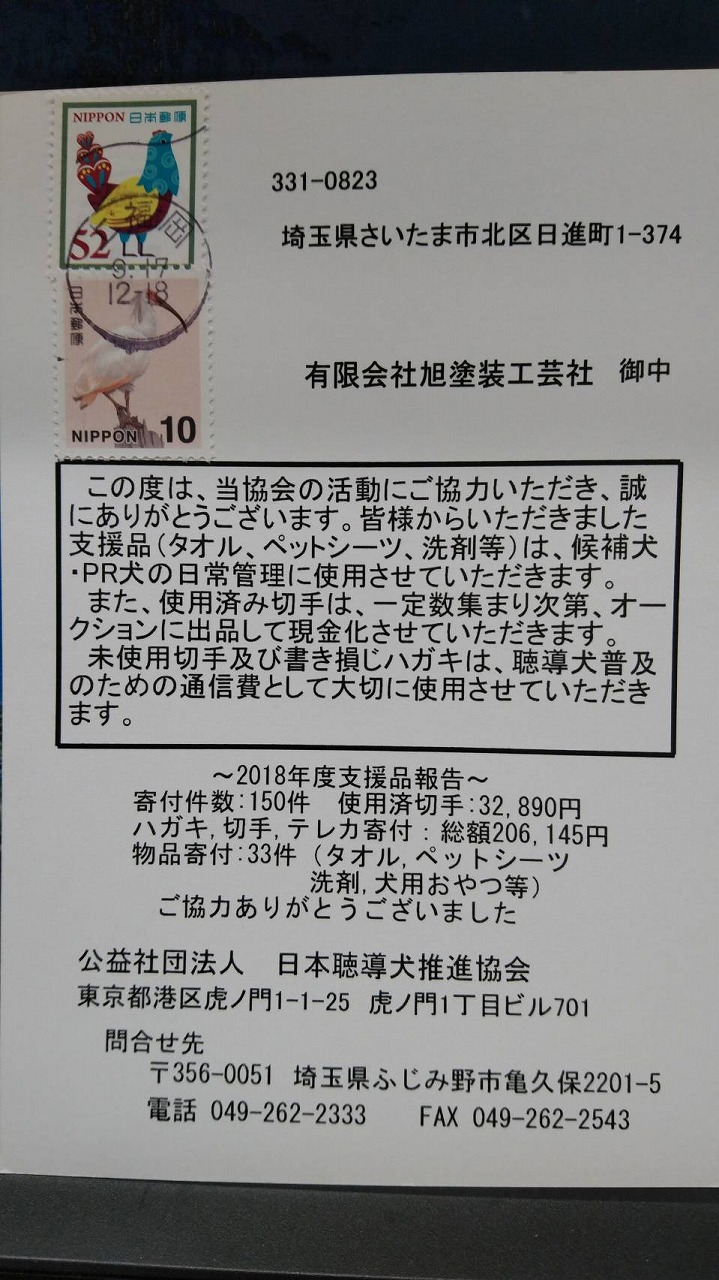 NIPPON 日本郵便
52
岡
9.17
12-18
日本郵便
NIPPON 10
331-0823
埼玉県さいたま市北区日進町1-374
有限会社旭塗装工芸社 御中
この度は、当協会の活動にご協力いただき、誠
にありがとうございます。皆様からいただきました
支援品(タオル、ペットシーツ、洗剤等)は、候補犬
・PR犬の日常管理に使用させていただきます。
また、使用済み切手は、一定数集まり次第、オー
クションに出品して現金化させていただきます。
未使用切手及び書き損じハガキは、聴導犬普及
のための通信費として大切に使用させていただき
ます。
～2018年度支援品報告～
寄付件数:150件 使用済切手:32,890円
ハガキ,切手,テレカ寄付:総額206,145円
物品寄付:33件 (タオル,ペットシーツ
洗剤,犬用おやつ等)
ご協力ありがとうございました
公益社団法人 日本聴導犬推進協会
東京都港区虎ノ門1-1-25 虎ノ門1丁目ビル701
問合せ先
〒356-0051 埼玉県ふじみ野市亀久保2201-5
電話 049-262-2333 FAX 049-262-2543